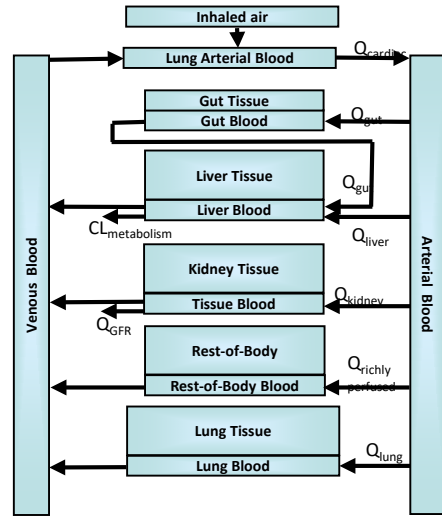 Inhaled air
Lung Arterial Blood
Qcardiac
Gut Tissue
Gut Blood
Qgut
Liver Tissue
Qgut
Liver Blood
CLmetabolism
Qliver
Kidney Tissue
Tissue Blood
Qkidney
QGFR
Rest-of-Body
Rest-of-Body Blood
Qrichly
perfused
Lung Tissue
Lung Blood
Qlung
Venous Blood
Arterial Blood